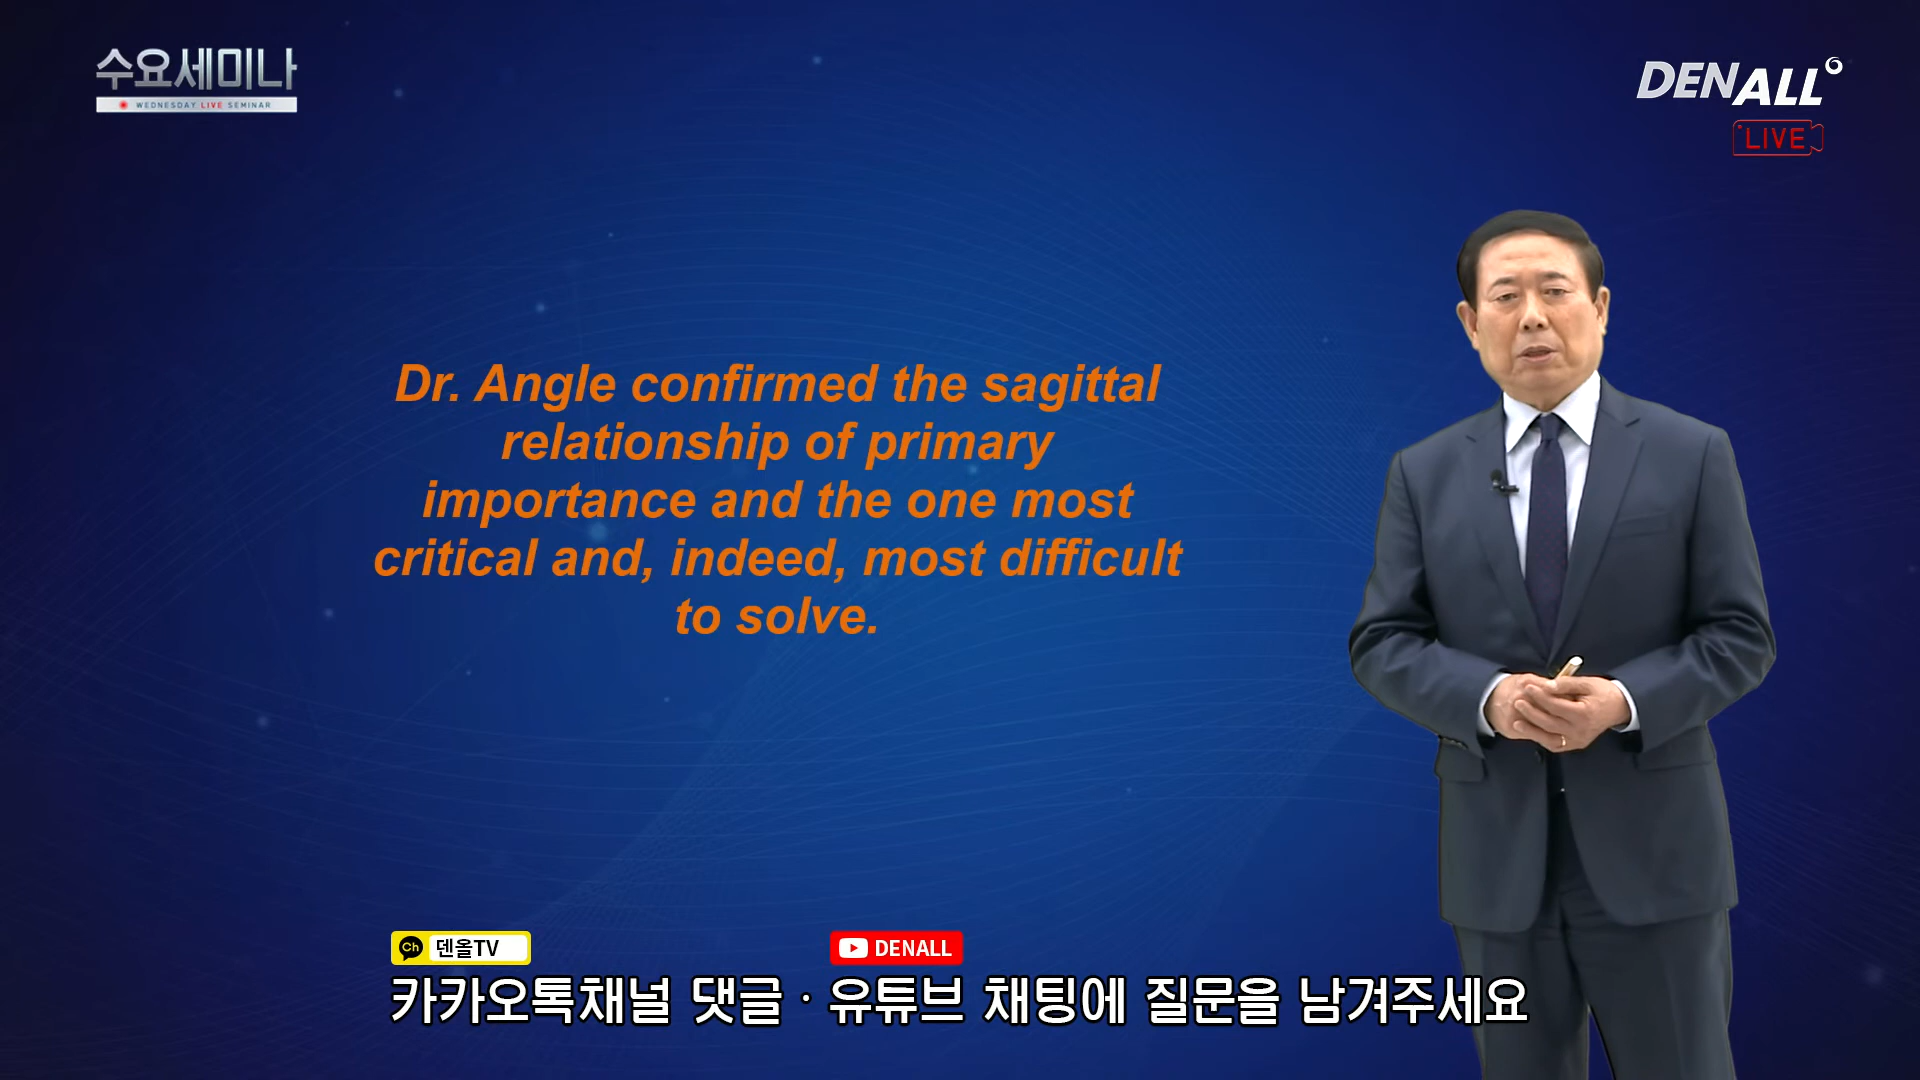 수요세미나
WEDNESDAY LIVE SEMINAR
DENALL
LIVE
Dr. Angle confirmed the sagittal
relationship of primary
importance and the one most
critical and, indeed, most difficult
to solve.
Ch 덴올TV
DENALL
카카오톡채널 댓글 · 유튜브 채팅에 질문을 남겨주세요